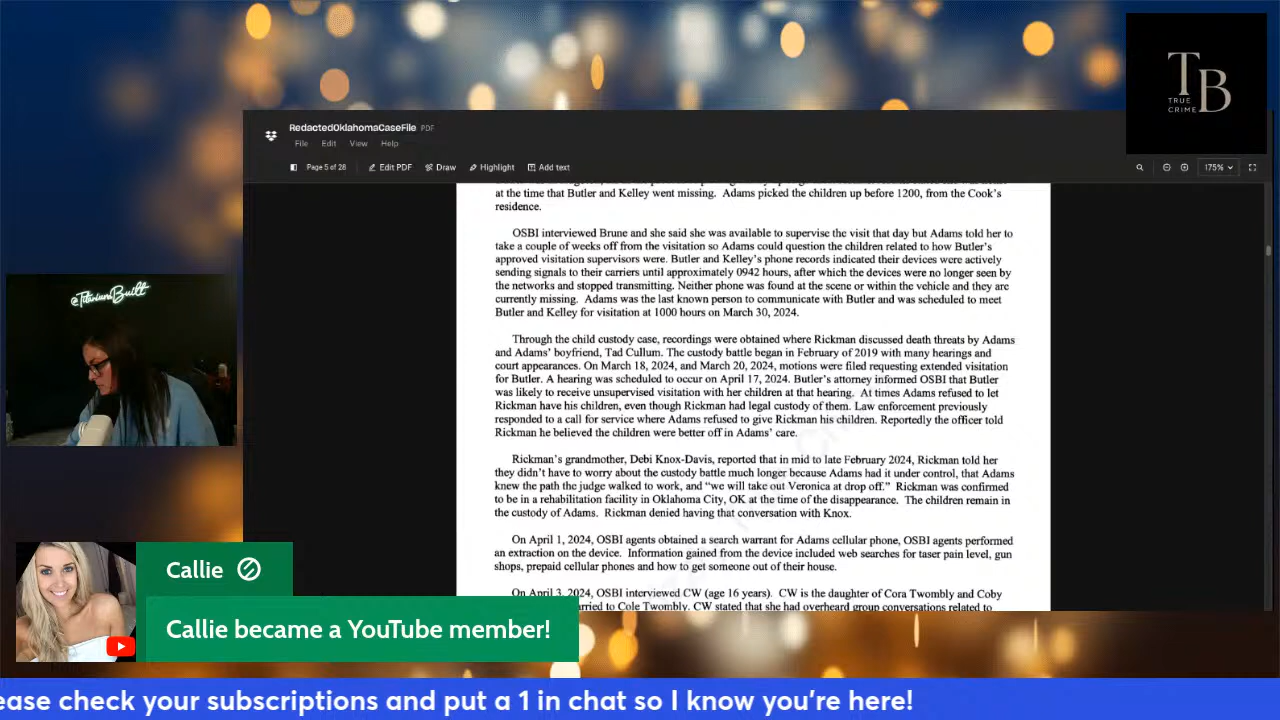 TB
TRUE
CRIME
RedactedOklahomaCaseFile PDF
File Edit View Help
Page 5 of 28 Edit PDF Draw Highlight Add text 175%
at the time that Butler and Kelley went missing. Adams picked the children up before 1200, from the Cook's
residence.
OSBI interviewed Brune and she said she was available to supervise the visit that day but Adams told her to
take a couple of weeks off from the visitation so Adams could question the children related to how Butler's
approved visitation supervisors were. Butler and Kelley's phone records indicated their devices were actively
sending signals to their carriers until approximately 0942 hours, after which the devices were no longer seen by
the networks and stopped transmitting. Neither phone was found at the scene or within the vehicle and they are
currently missing. Adams was the last known person to communicate with Butler and was scheduled to meet
Butler and Kelley for visitation at 1000 hours on March 30, 2024.
Through the child custody case, recordings were obtained where Rickman discussed death threats by Adams
and Adams' boyfriend, Tad Cullum. The custody battle began in February of 2019 with many hearings and
court appearances. On March 18, 2024, and March 20, 2024, motions were filed requesting extended visitation
for Butler. A hearing was scheduled to occur on April 17, 2024. Butler's attorney informed OSBI that Butler
was likely to receive unsupervised visitation with her children at that hearing. At times Adams refused to let
Rickman have his children, even though Rickman had legal custody of them. Law enforcement previously
responded to a call for service where Adams refused to give Rickman his children. Reportedly the officer told
Rickman he believed the children were better off in Adams' care.
Rickman's grandmother, Debi Knox-Davis, reported that in mid to late February 2024, Rickman told her
they didn't have to worry about the custody battle much longer because Adams had it under control, that Adams
knew the path the judge walked to work, and "we will take out Veronica at drop off." Rickman was confirmed
to be in a rehabilitation facility in Oklahoma City, OK at the time of the disappearance. The children remain in
the custody of Adams. Rickman denied having that conversation with Knox.
On April 1, 2024, OSBI agents obtained a search warrant for Adams cellular phone, OSBI agents performed
an extraction on the device. Information gained from the device included web searches for taser pain level, gun
shops, prepaid cellular phones and how to get someone out of their house.
On April 3, 2024, OSBI interviewed CW (age 16 years). CW is the daughter of Cora Twombly and Coby
arried to Cole Twombly. CW stated that she had overheard group conversations related to
@TitaniumBuilt
Callie
Callie became a YouTube member!
ease check your subscriptions and put a 1 in chat so I know you're here!